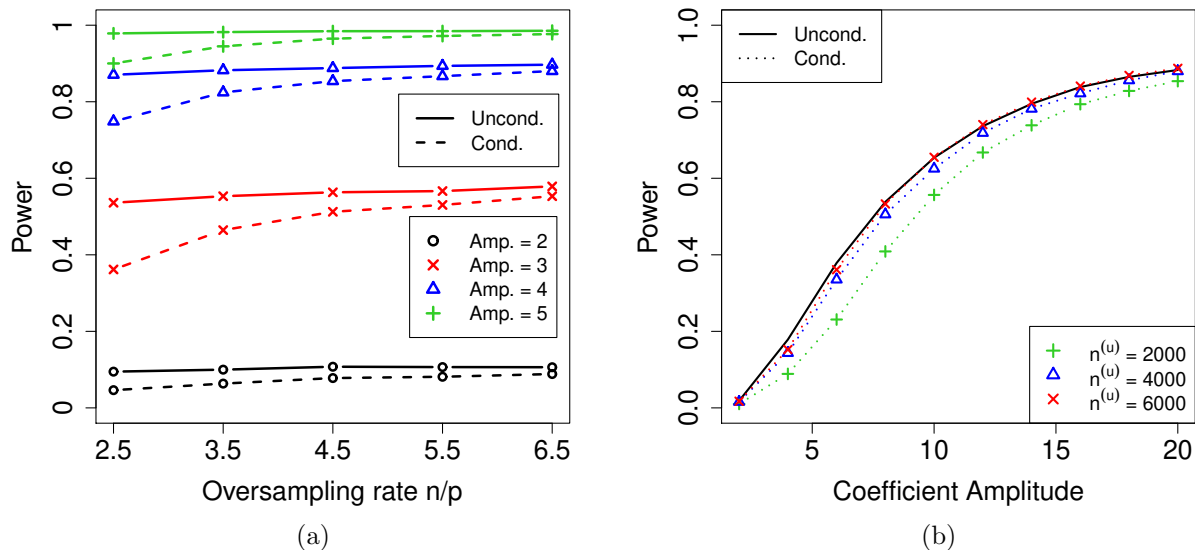 Power
1
0.8
0.6
0.4
0.2
0
2.5 3.5 4.5 5.5 6.5
Oversampling rate n/p
Uncond.
Cond.
Amp. = 2
Amp. = 3
Amp. = 4
Amp. = 5
(a)
Power
1.0
0.8
0.6
0.4
0.2
0.0
5 10 15 20
Coefficient Amplitude
Uncond.
Cond.
n(u) = 2000
n(u) = 4000
n(u) = 6000
(b)